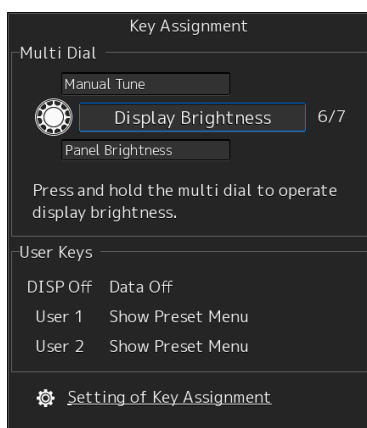 Key Assignment
Multi Dial
Manual Tune
Display Brightness 6/7
Panel Brightness
Press and hold the multi dial to operate
display brightness.
User Keys
DISP Off Data Off
User 1 Show Preset Menu
User 2 Show Preset Menu
Setting of Key Assignment